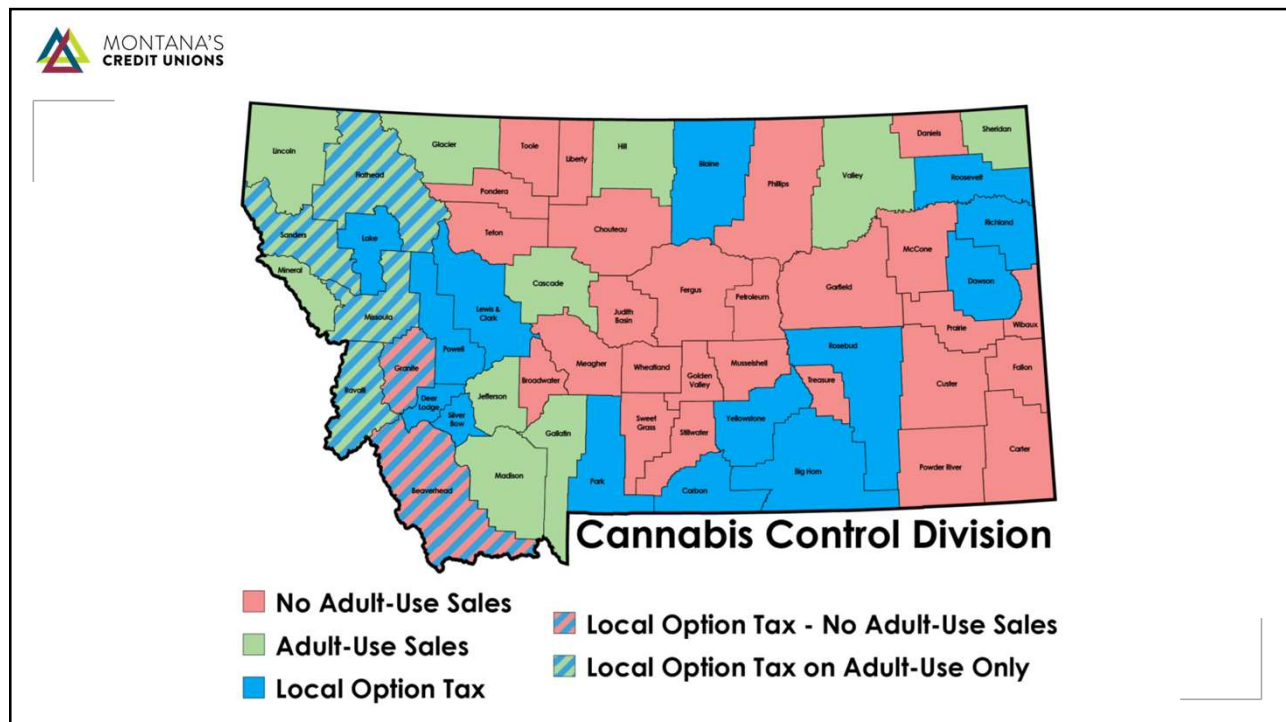 MONTANA'S
CREDIT UNIONS
Lincoln
Flathead
Glacier
Toole
Liberty
Hill
Blaine
Phillips
Valley
Daniels
Sheridan
Roosevelt
Pondera
Sanders
Lake
Teton
Chouteau
Richland
McCone
Mineral
Cascade
Lewis &
Clark
Judith
Basin
Fergus
Petroleum
Garfield
Dawson
Missoula
Powell
Prairie
Wibaux
Granite
Rosebud
Meagher
Wheatland
Golden
Valley
Musselshell
Broadwater
Treasure
Custer
Fallon
Ravalli
Deer
Lodge
Silver
Bow
Jefferson
Gallatin
Sweet
Grass
Stillwater
Yellowstone
Carter
Madison
Park
Carbon
Big Horn
Powder River
Beaverhead
Cannabis Control Division
No Adult-Use Sales
Adult-Use Sales
Local Option Tax
Local Option Tax - No Adult-Use Sales
Local Option Tax on Adult-Use Only